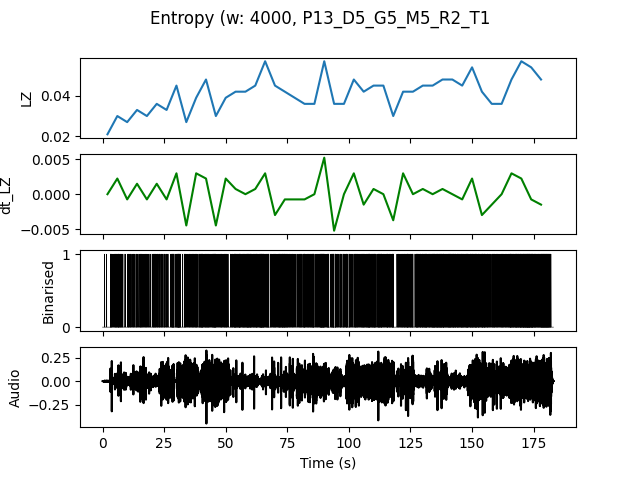 Entropy (w: 4000, P13_D5_G5_M5_R2_T1
LZ
0.04
0.02
dt_LZ
0.005
0.000
−0.005
Binarised
1
0
Audio
0.25
0.00
−0.25
0 25 50 75 100 125 150 175
Time (s)